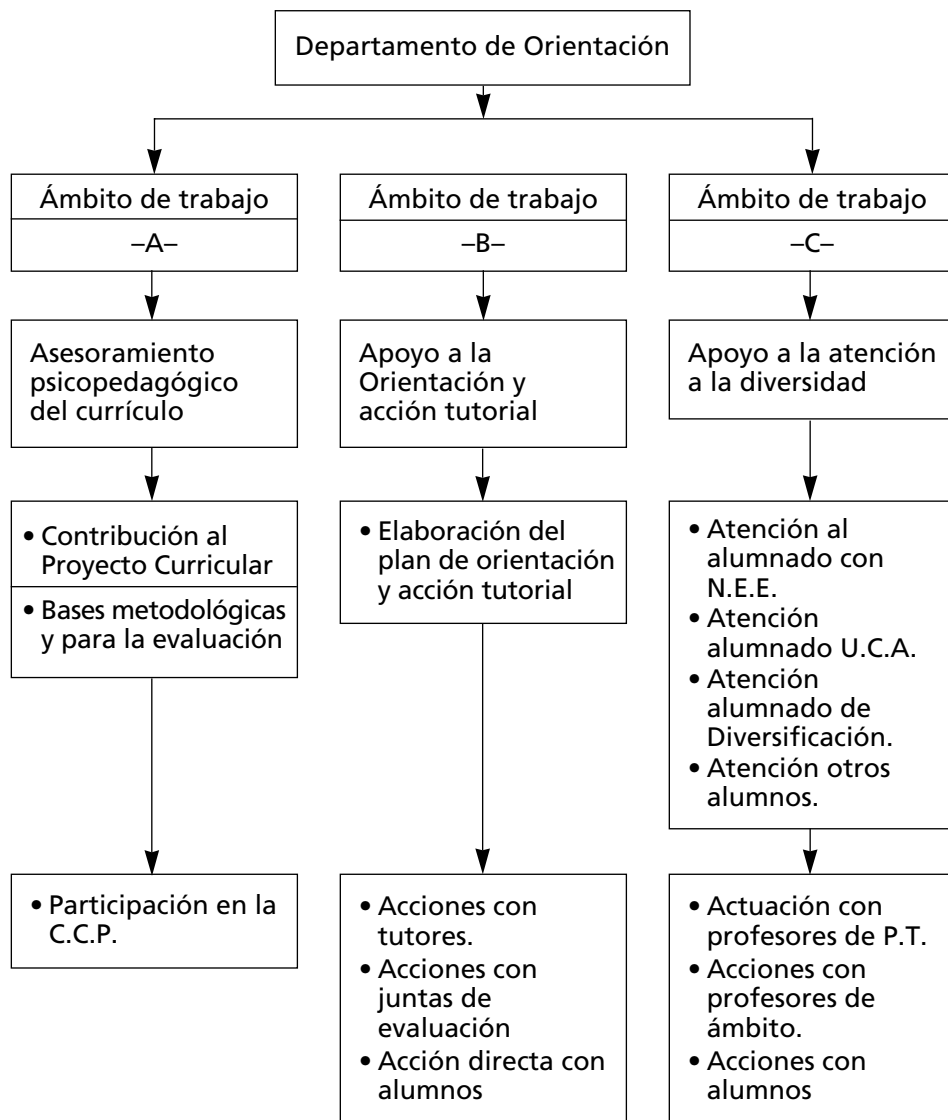 Departamento de Orientación
Ámbito de trabajo
–A–
Asesoramiento
psicopedagógico
del currículo
• Contribución al
Proyecto Curricular
• Bases metodológicas
y para la evaluación
• Participación en la
C.C.P.
Ámbito de trabajo
–B–
Apoyo a la
Orientación y
acción tutorial
• Elaboración del
plan de orientación
y acción tutorial
• Acciones con
tutores.
• Acciones con
juntas de
evaluación
• Acción directa con
alumnos
Ámbito de trabajo
–C–
Apoyo a la atención
a la diversidad
• Atención al
alumnado con
N.E.E.
• Atención
alumnado U.C.A.
• Atención
alumnado de
Diversificación.
• Atención otros
alumnos.
• Actuación con
profesores de P.T.
• Acciones con
profesores de
ámbito.
• Acciones con
alumnos